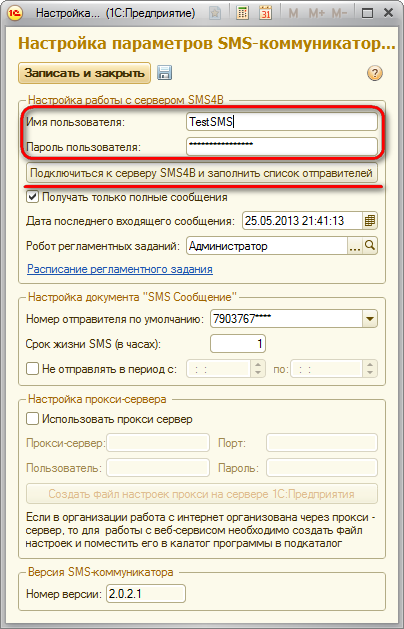 Настройка... (1С:Предприятие)
M M+ M-
Настройка параметров SMS-коммуникатор...
Записать и закрыть
?
Настройка работы с сервером SMS4B
Имя пользователя: TestSMS
Пароль пользователя: ****************
Подключиться к серверу SMS4B и заполнить список отправителей
Получать только полные сообщения
Дата последнего входящего сообщения: 25.05.2013 21:41:13
Робот регламентных заданий: Администратор ...
Расписание регламентного задания
Настройка документа "SMS Сообщение"
Номер отправителя по умолчанию: 7903767****
Срок жизни SMS (в часах): 1
Не отправлять в период с: : : по: : :
Настройка прокси-сервера
Использовать прокси сервер
Прокси-сервер: Порт:
Пользователь: Пароль:
Создать файл настроек прокси на сервере 1С:Предприятия
Если в организации работа с интернет организована через прокси -
сервер, то для работы с веб-сервисом необходимо создать файл
настроек и поместить его в калатог программы в подкаталог
Версия SMS-коммуникатора
Номер версии: 2.0.2.1